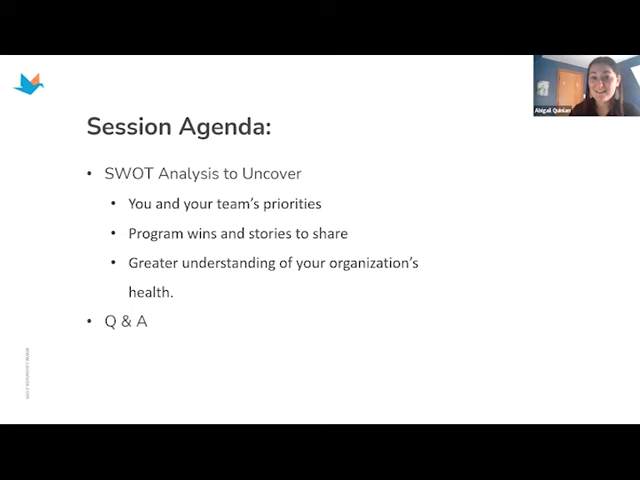 Abigail Quinlan
Session Agenda:
• SWOT Analysis to Uncover
• You and your team's priorities
• Program wins and stories to share
• Greater understanding of your organization's
health.
• Q & A